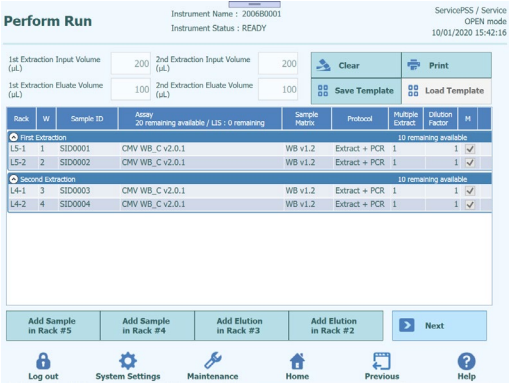 Perform Run
Instrument Name : 2006B0001
Instrument Status : READY
ServicePSS / Service
OPEN mode
10/01/2020 15:42:16
1st Extraction Input Volume
(µL)
200
2nd Extraction Input Volume
(µL)
200
Clear
Print
1st Extraction Eluate Volume
(µL)
100
2nd Extraction Eluate Volume
(µL)
100
Save Template
Load Template
Rack W Sample ID Assay
20 remaining available / LIS : 0 remaining Sample
Matrix Protocol Multiple
Extract Dilution
Factor M
First Extraction 10 remaining available
L5-1 1 SID0001 CMV WB_C v2.0.1 WB v1.2 Extract + PCR 1 1
L5-2 2 SID0002 CMV WB_C v2.0.1 WB v1.2 Extract + PCR 1 1
Second Extraction 10 remaining available
L4-1 3 SID0003 CMV WB_C v2.0.1 WB v1.2 Extract + PCR 1 1
L4-2 4 SID0004 CMV WB_C v2.0.1 WB v1.2 Extract + PCR 1 1
Add Sample
in Rack #5
Add Sample
in Rack #4
Add Elution
in Rack #3
Add Elution
in Rack #2
Next
Log out
System Settings
Maintenance
Home
Previous
Help